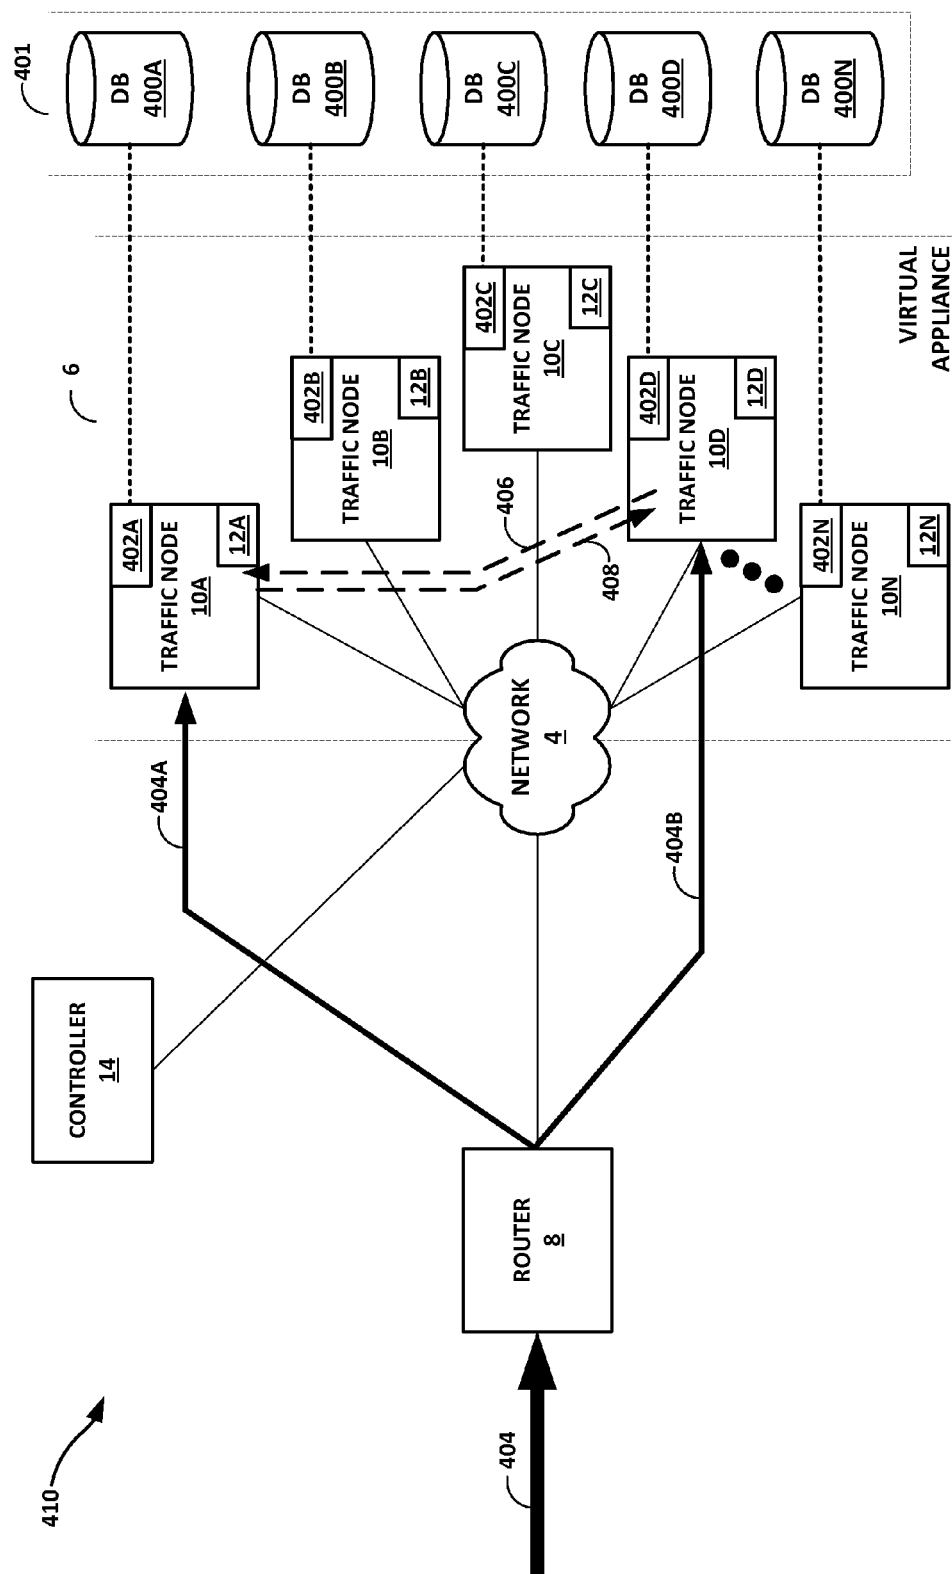 401
DB
400A
DB
400B
DB
400C
DB
400D
DB
400N
6
402A
TRAFFIC NODE
10A
12A
402B
TRAFFIC NODE
10B
12B
402C
TRAFFIC NODE
10C
12C
402D
TRAFFIC NODE
10D
12D
402N
TRAFFIC NODE
10N
12N
VIRTUAL
APPLIANCE
406
408
404A
NETWORK
4
404B
CONTROLLER
14
ROUTER
8
404
410